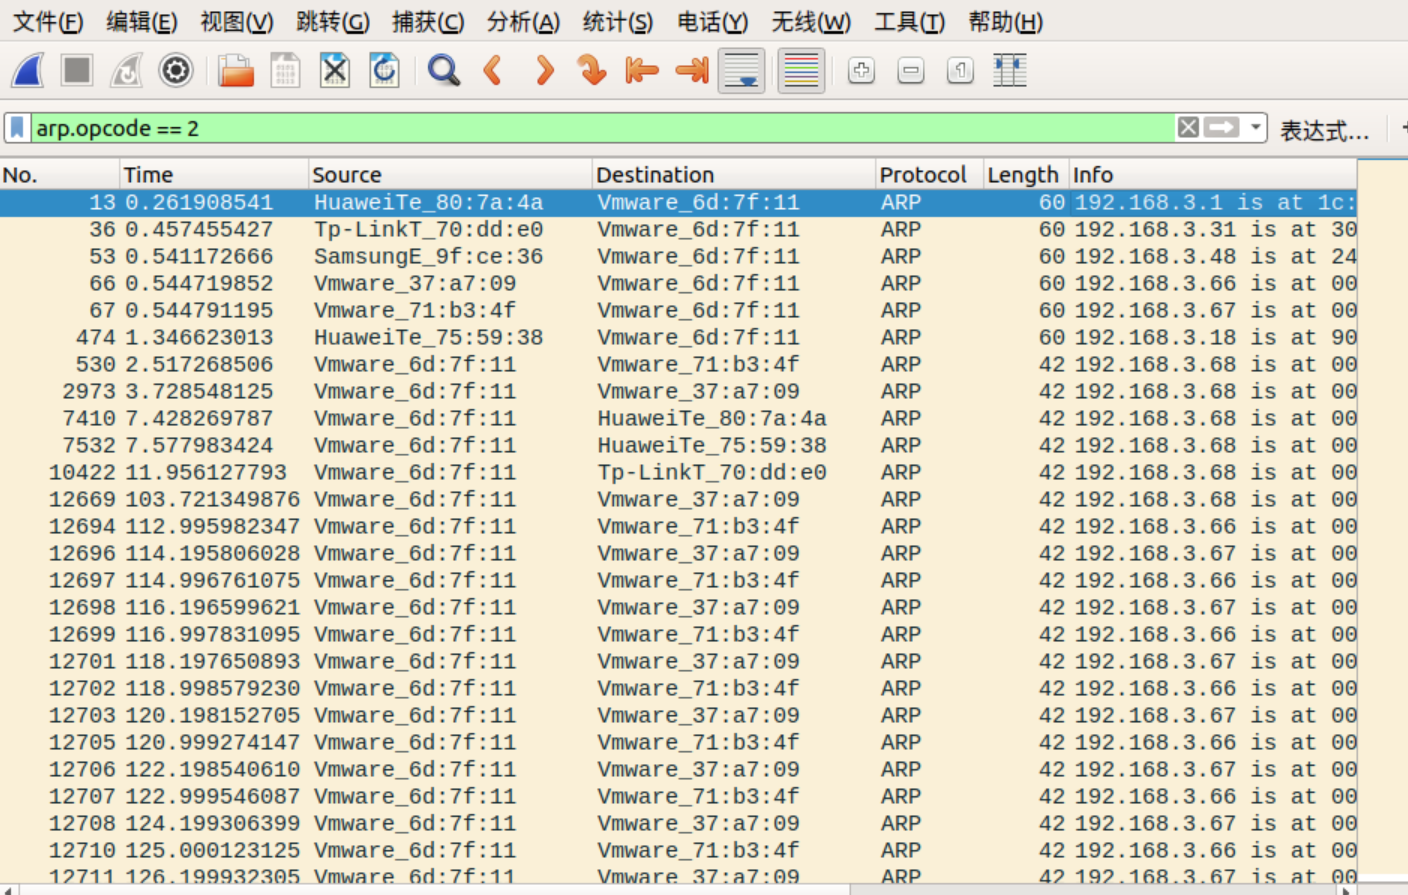 文件(F) 编辑(E) 视图(V) 跳转(G) 捕获(C) 分析(A) 统计(S) 电话(Y) 无线(W) 工具(T) 帮助(H)
arp.opcode == 2 表达式…
No. Time Source Destination Protocol Length Info
13 0.261908541 HuaweiTe_80:7a:4a Vmware_6d:7f:11 ARP 60 192.168.3.1 is at 1c:
36 0.457455427 Tp-LinkT_70:dd:e0 Vmware_6d:7f:11 ARP 60 192.168.3.31 is at 30
53 0.541172666 SamsungE_9f:ce:36 Vmware_6d:7f:11 ARP 60 192.168.3.48 is at 24
66 0.544719852 Vmware_37:a7:09 Vmware_6d:7f:11 ARP 60 192.168.3.66 is at 00
67 0.544791195 Vmware_71:b3:4f Vmware_6d:7f:11 ARP 60 192.168.3.67 is at 00
474 1.346623013 HuaweiTe_75:59:38 Vmware_6d:7f:11 ARP 60 192.168.3.18 is at 90
530 2.517268506 Vmware_6d:7f:11 Vmware_71:b3:4f ARP 42 192.168.3.68 is at 00
2973 3.728548125 Vmware_6d:7f:11 Vmware_37:a7:09 ARP 42 192.168.3.68 is at 00
7410 7.428269787 Vmware_6d:7f:11 HuaweiTe_80:7a:4a ARP 42 192.168.3.68 is at 00
7532 7.577983424 Vmware_6d:7f:11 HuaweiTe_75:59:38 ARP 42 192.168.3.68 is at 00
10422 11.956127793 Vmware_6d:7f:11 Tp-LinkT_70:dd:e0 ARP 42 192.168.3.68 is at 00
12669 103.721349876 Vmware_6d:7f:11 Vmware_37:a7:09 ARP 42 192.168.3.68 is at 00
12694 112.995982347 Vmware_6d:7f:11 Vmware_71:b3:4f ARP 42 192.168.3.66 is at 00
12696 114.195806028 Vmware_6d:7f:11 Vmware_37:a7:09 ARP 42 192.168.3.67 is at 00
12697 114.996761075 Vmware_6d:7f:11 Vmware_71:b3:4f ARP 42 192.168.3.66 is at 00
12698 116.196599621 Vmware_6d:7f:11 Vmware_37:a7:09 ARP 42 192.168.3.67 is at 00
12699 116.997831095 Vmware_6d:7f:11 Vmware_71:b3:4f ARP 42 192.168.3.66 is at 00
12701 118.197650893 Vmware_6d:7f:11 Vmware_37:a7:09 ARP 42 192.168.3.67 is at 00
12702 118.998579230 Vmware_6d:7f:11 Vmware_71:b3:4f ARP 42 192.168.3.66 is at 00
12703 120.198152705 Vmware_6d:7f:11 Vmware_37:a7:09 ARP 42 192.168.3.67 is at 00
12705 120.999274147 Vmware_6d:7f:11 Vmware_71:b3:4f ARP 42 192.168.3.66 is at 00
12706 122.198540610 Vmware_6d:7f:11 Vmware_37:a7:09 ARP 42 192.168.3.67 is at 00
12707 122.999546087 Vmware_6d:7f:11 Vmware_71:b3:4f ARP 42 192.168.3.66 is at 00
12708 124.199306399 Vmware_6d:7f:11 Vmware_37:a7:09 ARP 42 192.168.3.67 is at 00
12710 125.000123125 Vmware_6d:7f:11 Vmware_71:b3:4f ARP 42 192.168.3.66 is at 00
12711 126.199932305 Vmware_6d:7f:11 Vmware_37:a7:09 ARP 42 192.168.3.67 is at 00